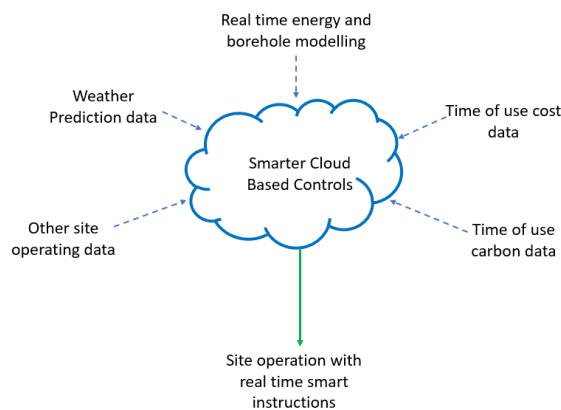 Real time energy and
borehole modelling
Weather
Prediction data
Time of use cost
data
Smarter Cloud
Based Controls
Other site
operating data
Time of use
carbon data
Site operation with
real time smart
instructions